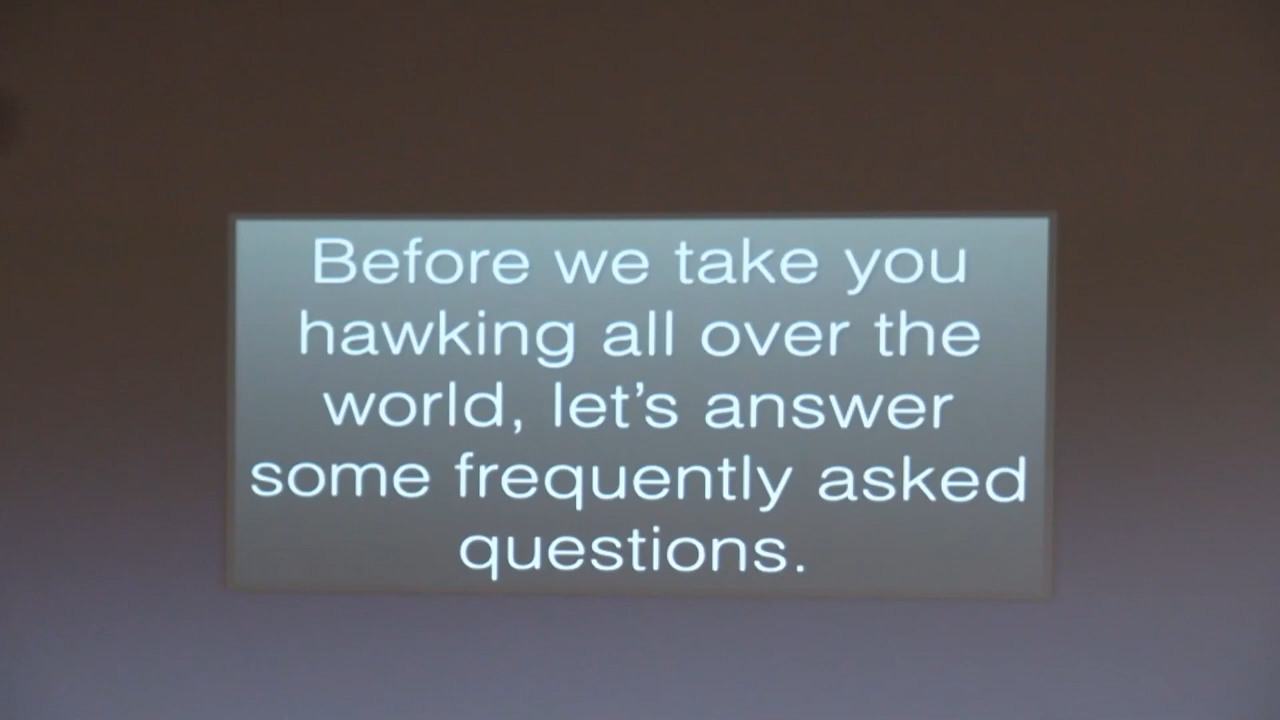 Before we take you
hawking all over the
world, let’s answer
some frequently asked
questions.